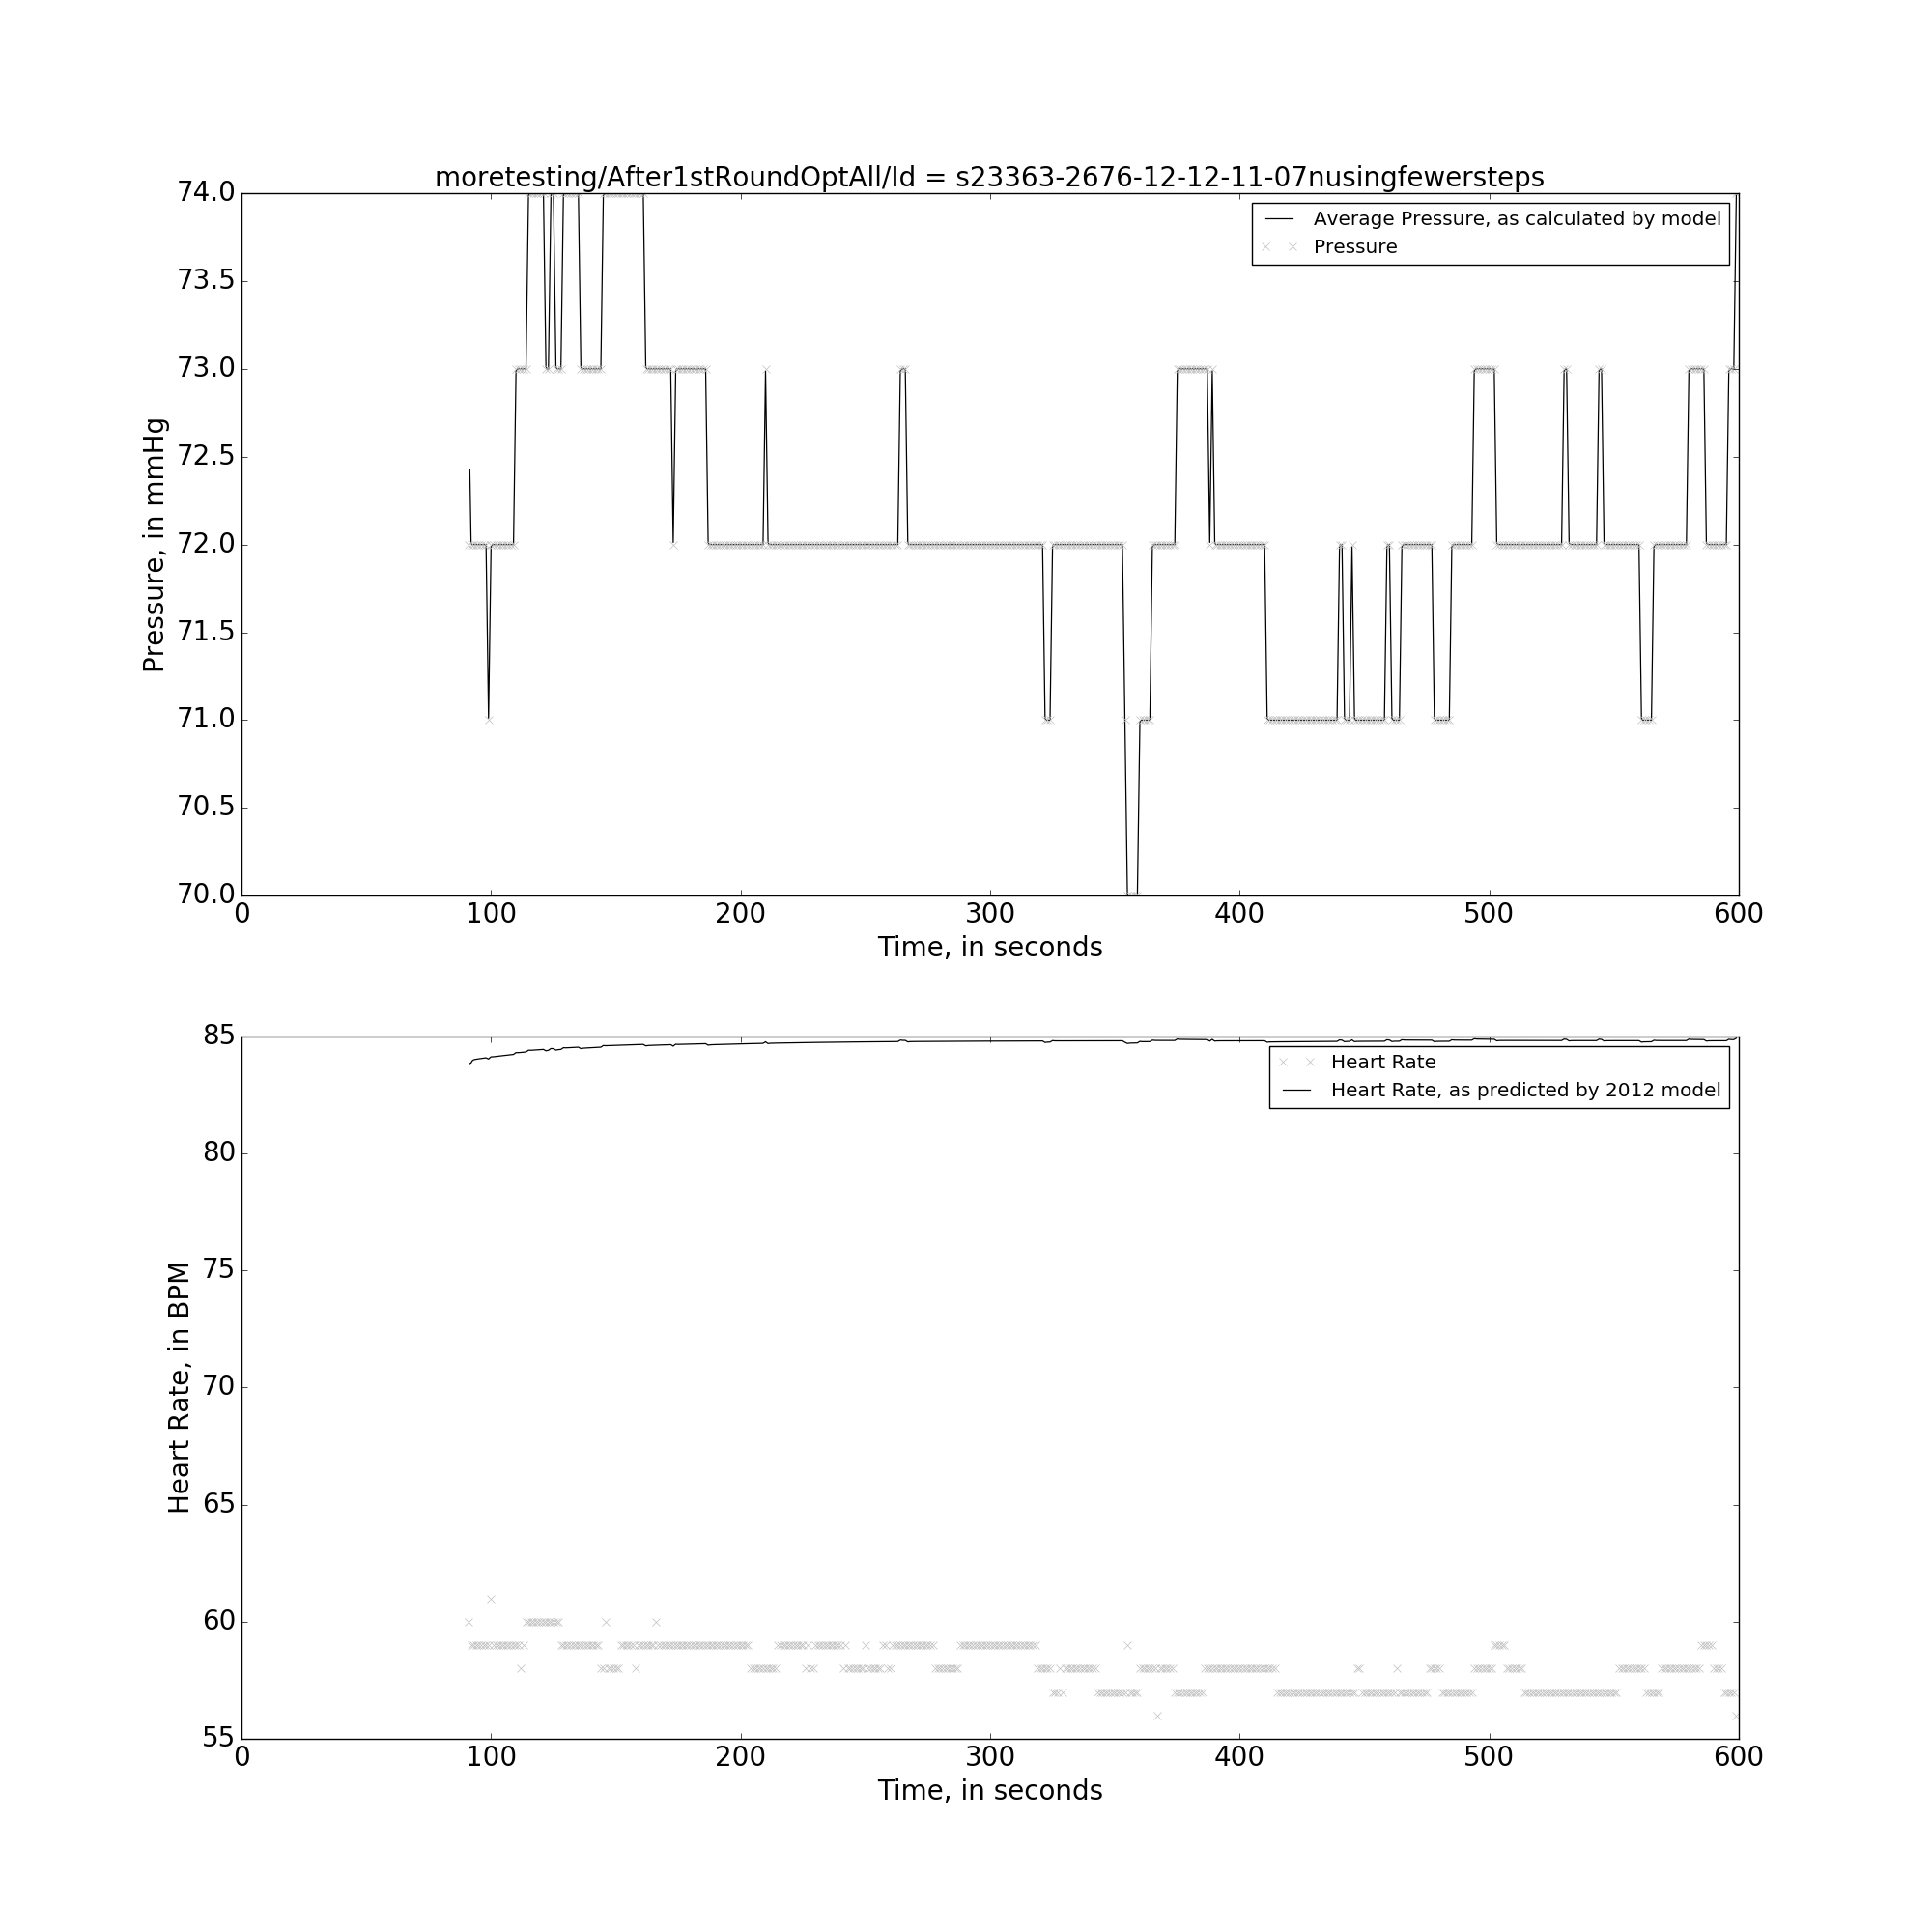 moretesting/After1stRoundOptAll/Id = s23363-2676-12-12-11-07nusingfewersteps
74.0
73.5
73.0
72.5
72.0
71.5
71.0
70.5
70.0
Pressure, in mmHg
Average Pressure, as calculated by model
Pressure
0 100 200 300 400 500 600
Time, in seconds
85
80
75
70
65
60
55
Heart Rate, in BPM
Heart Rate
Heart Rate, as predicted by 2012 model
0 100 200 300 400 500 600
Time, in seconds